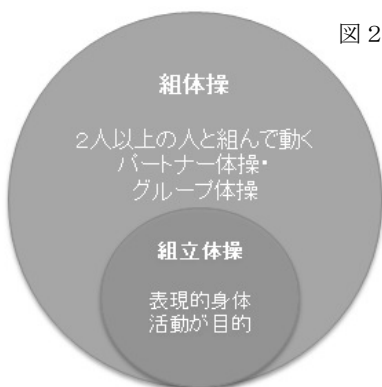 図2
組体操
2人以上の人と組んで動く
パートナー体操・
グループ体操
組立体操
表現的身体
活動が目的